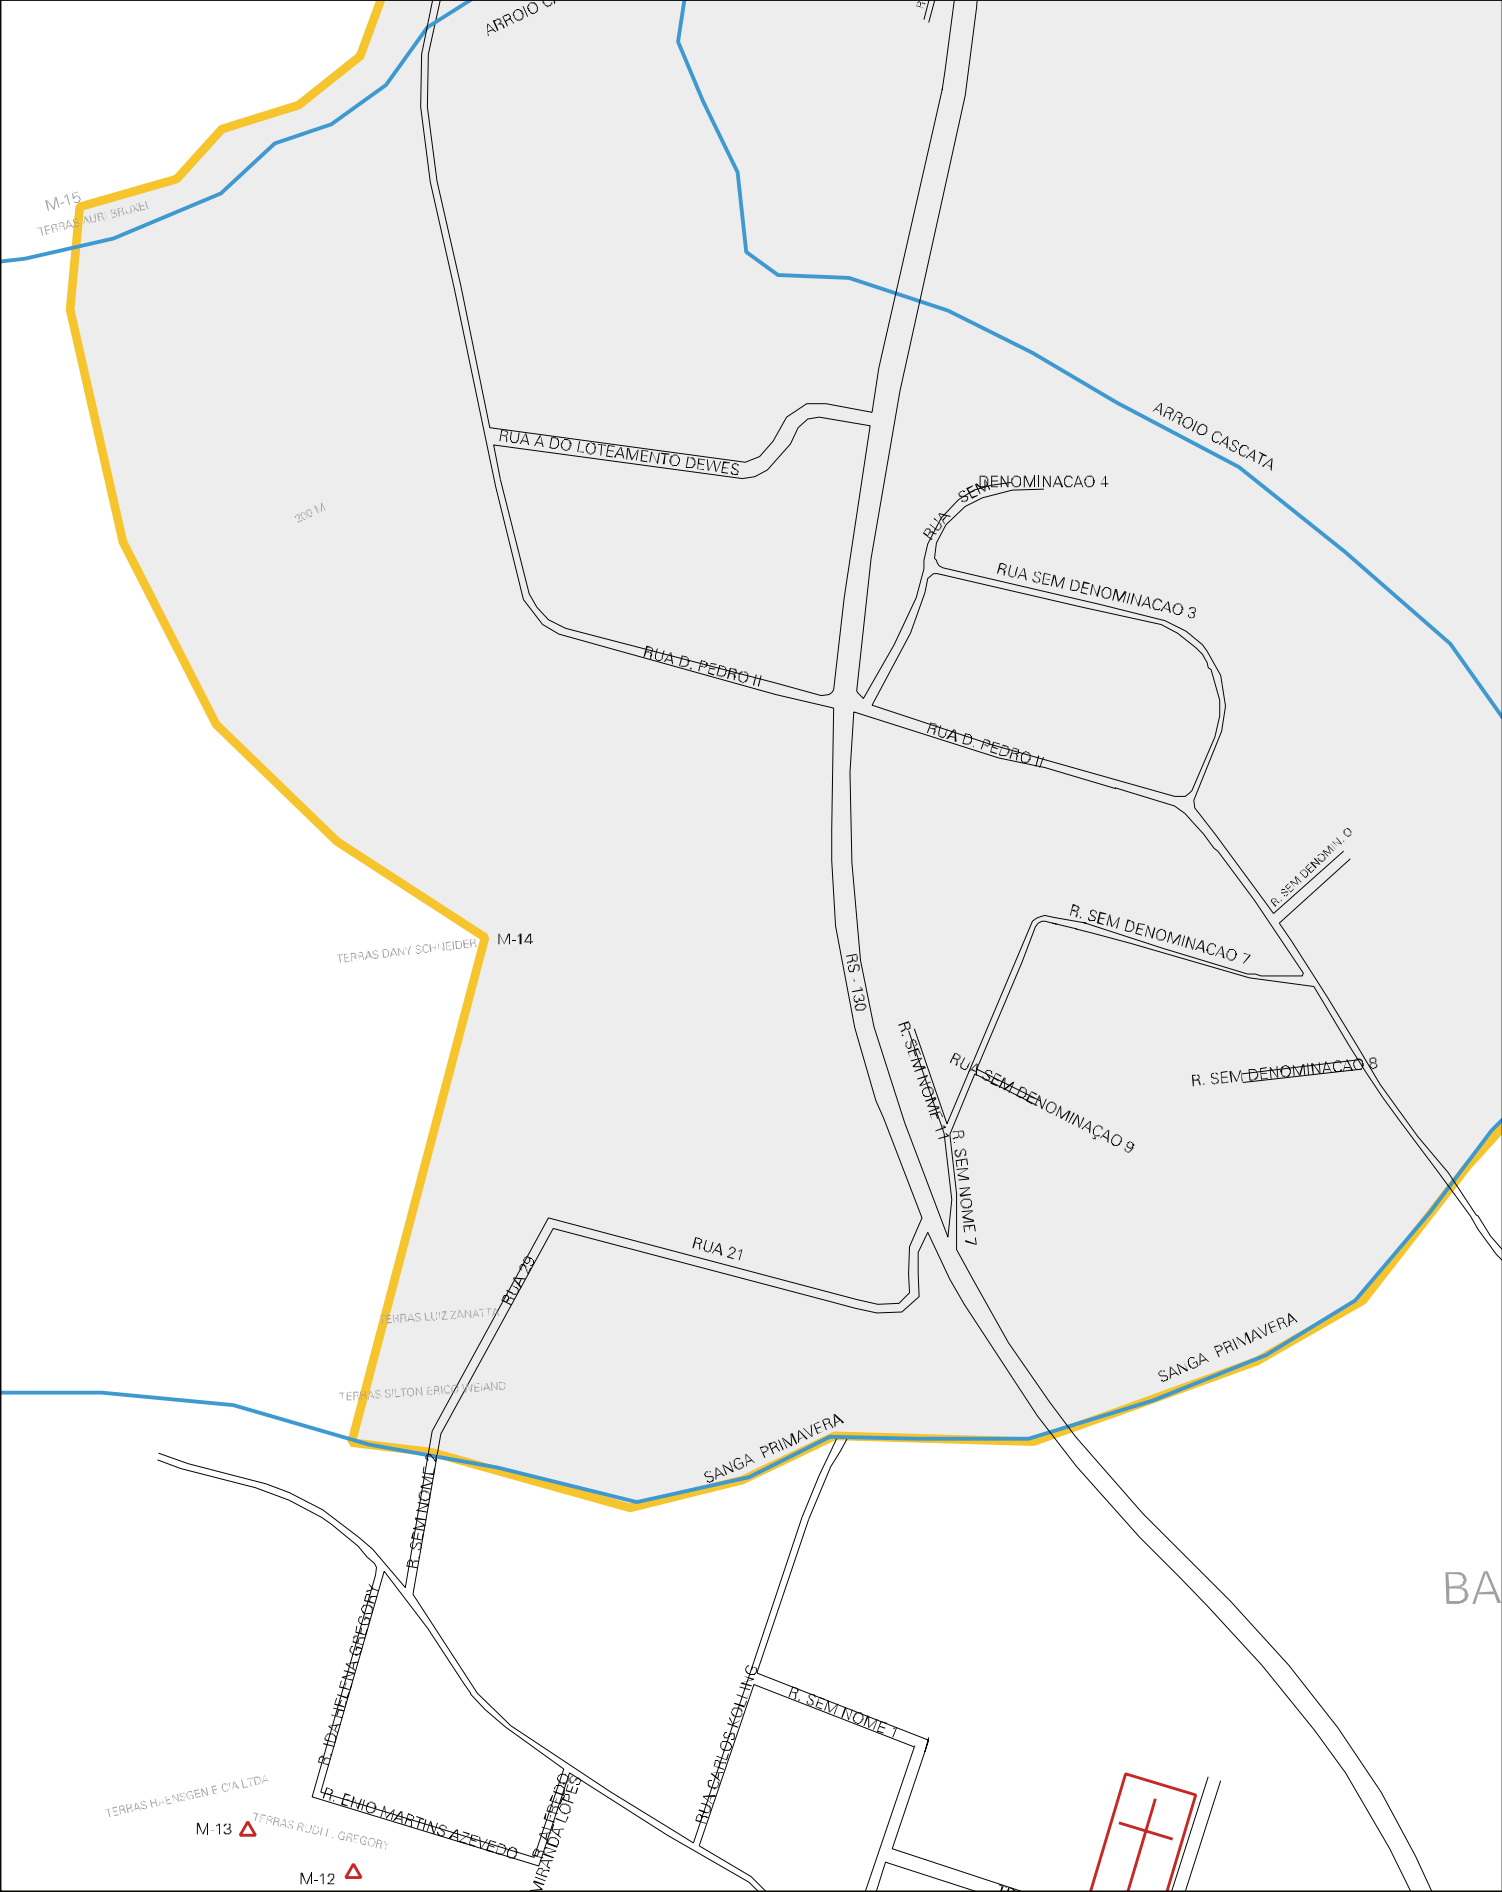 ARROIO
M-15
TERRAS AURI BRUXEL
ARROIO CASCATA
RUA A DO LOTEAMENTO DEWES
RUA SEM DENOMINACAO 4
200 M
RUA SEM DENOMINACAO 3
RUA D. PEDRO II
RUA D. PEDRO II
R. SEM DENOMIN. O
R. SEM DENOMINACAO 7
M-14
TERRAS DANY SCHNEIDER
RS - 130
R. SEM NOME 11
RUA SEM DENOMINAÇAO 9
R. SEM DENOMINACAO 8
R. SEM NOME 7
RUA 21
RUA 29
TERRAS LUIZ ZANATTA
SANGA PRIMAVERA
TERRAS SILTON ERICO WEIAND
SANGA PRIMAVERA
R. SEM NOME 2
BA
R. IDA HELENA GREGORY
RUA CARLOS KOLLING
R. SEM NOME 1
TERRAS H.ENSGEN E CIA LTDA
R. ENIO MARTINS AZEVEDO
R. ALFREDO
MIRANDA LOPES
TERRAS RUDI L. GREGORY
M-13
M-12